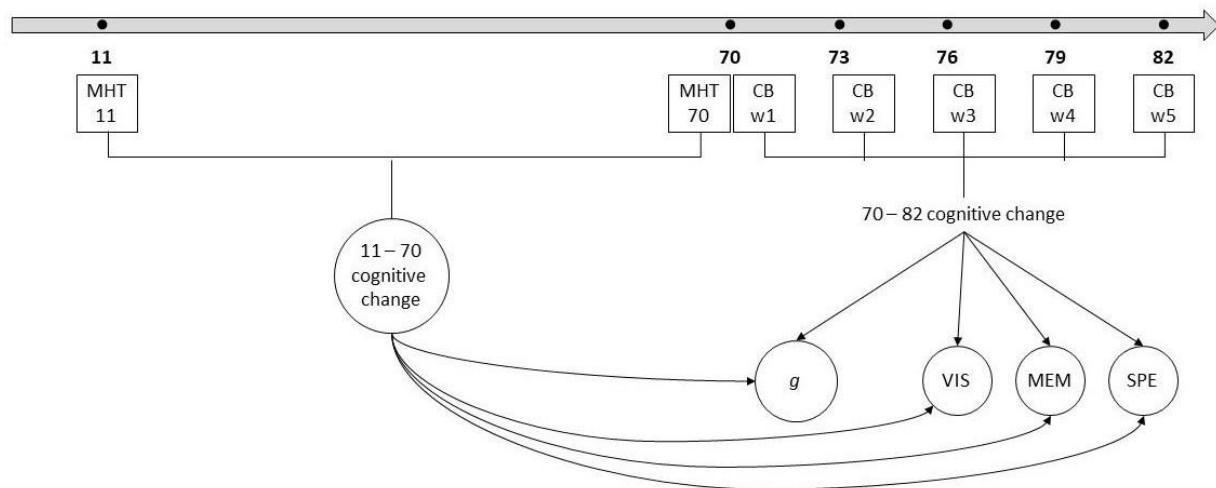 11 70 73 76 79 82
MHT
11
MHT
70
CB
w1
CB
w2
CB
w3
CB
w4
CB
w5
70 – 82 cognitive change
11 – 70
cognitive
change
g
VIS
MEM
SPE